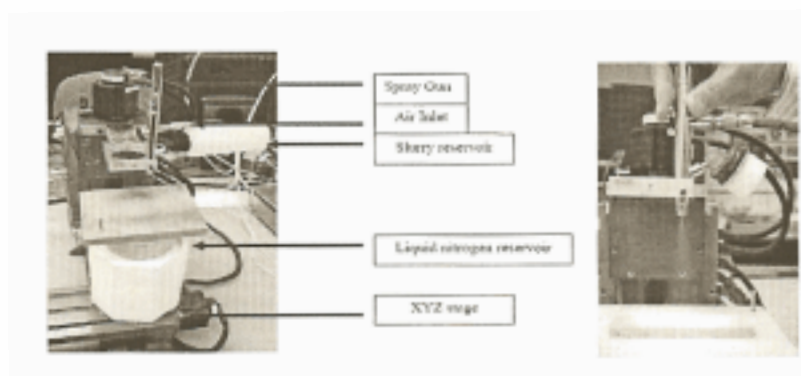 Spray Gun
Air Inlet
Slurry reservoir
Liquid nitrogen reservoir
XYZ stage